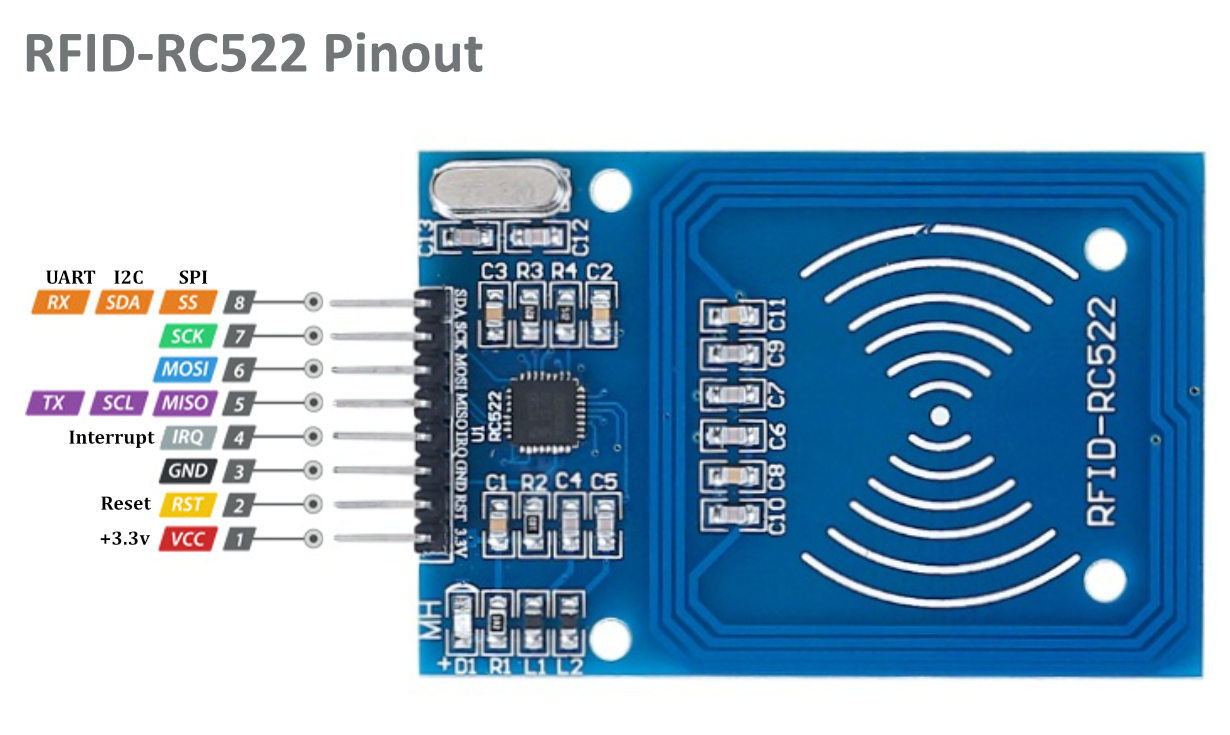 RFID-RC522 Pinout
UART I2C SPI
RX SDA SS 8
SCK 7
MOSI 6
TX SCL MISO 5
Interrupt IRQ 4
GND 3
Reset RST 2
+3.3v VCC 1
C13 C12
C3 R3 R4 C2
SDA SCK MOSI MISO IRQ GND RST 3.3V
U1
RC522
C1 R2 C4 C5
MH
+ D1 R1 L1 L2
C11
C9
C7
C6
C8
C10
RFID-RC522